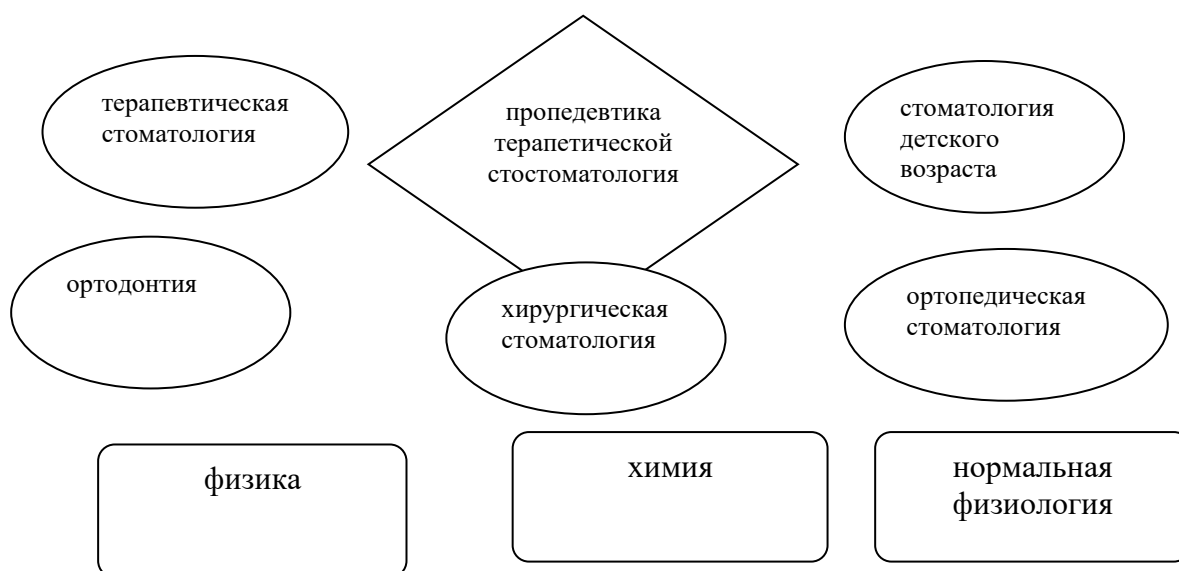 терапевтическая
стоматология
пропедевтика
терапетической
стостоматология
стоматология
детского
возраста
ортодонтия
хирургическая
стоматология
ортопедическая
стоматология
физика
химия
нормальная
физиология